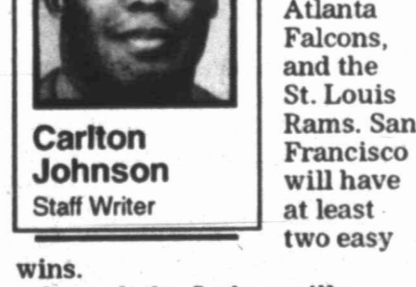 Carlton
Johnson
Staff Writer
Atlanta
Falcons,
and the
St. Louis
Rams. San
Francisco
will have
at least
two easy
wins.